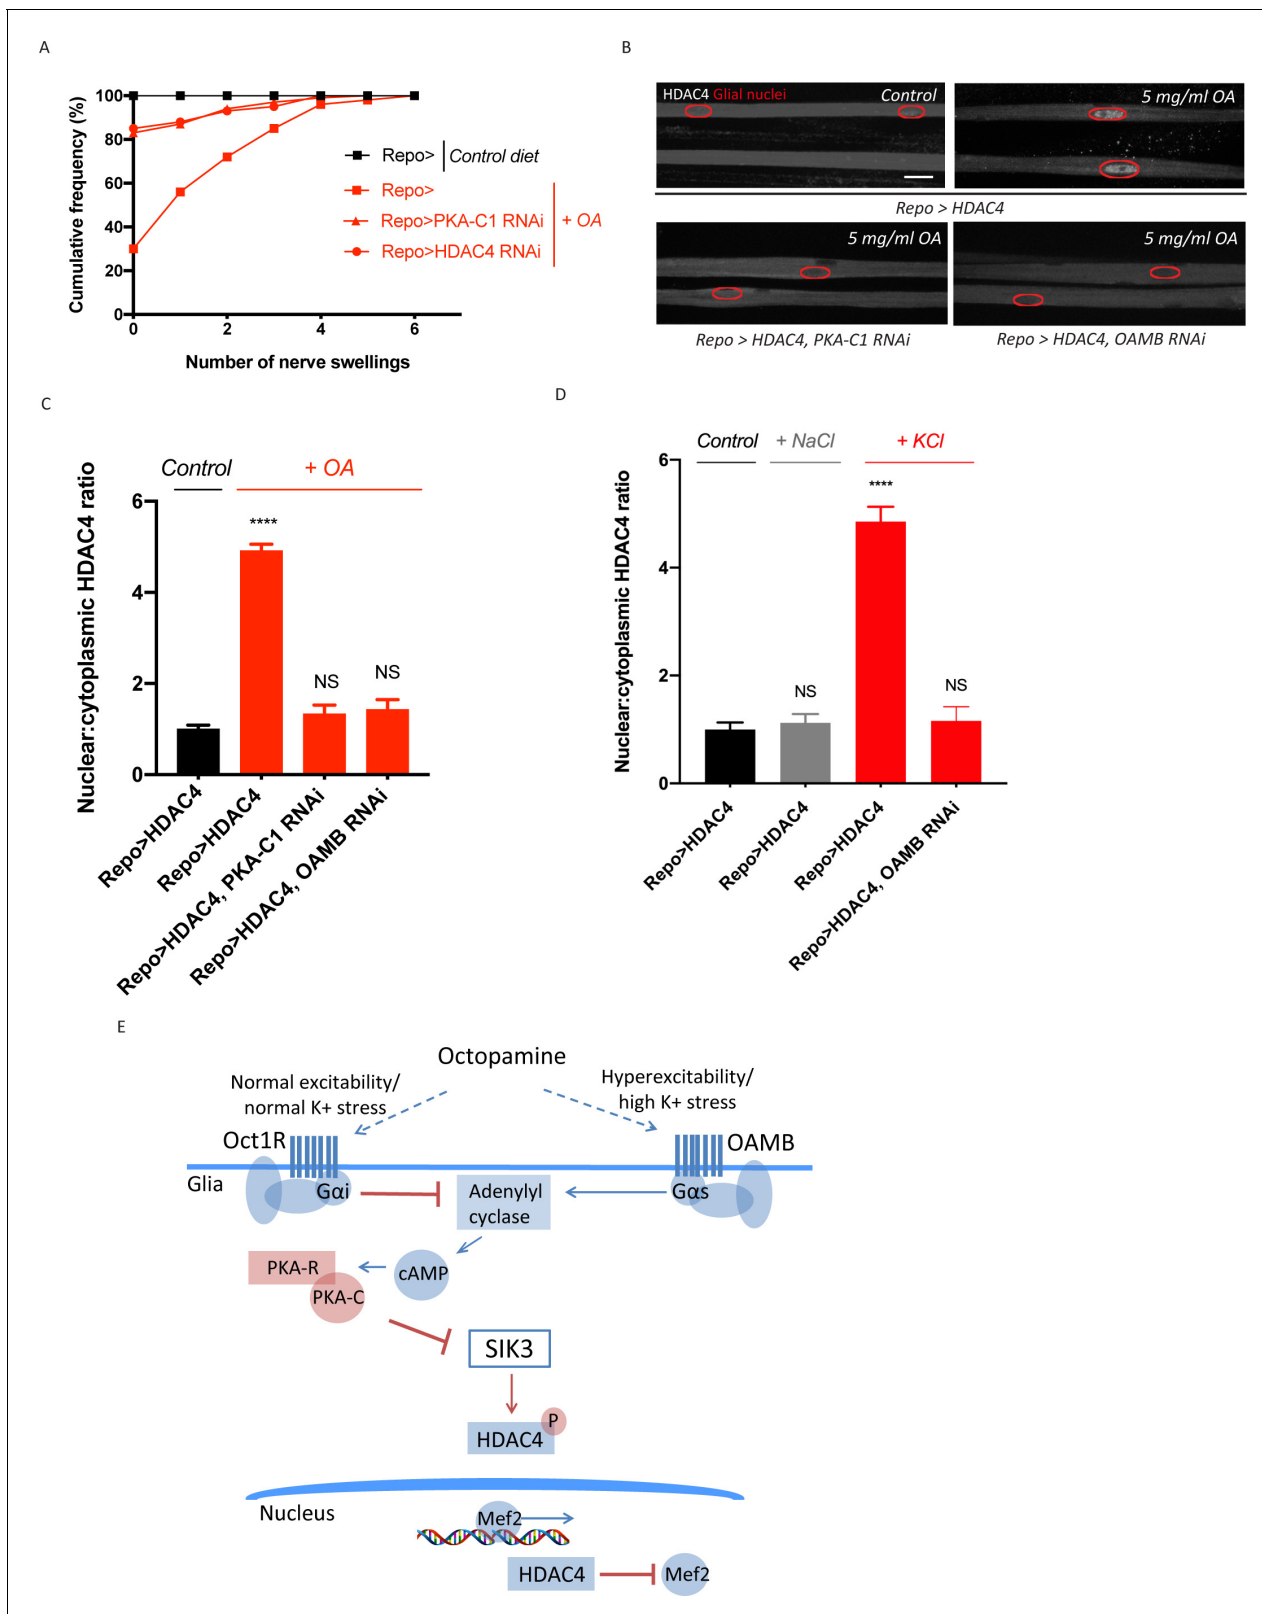 A
Cumulative frequency (%)
100
80
60
40
20
0
0
2
4
6
Number of nerve swellings
Repo>
Control diet
Repo>
Repo>PKA-C1 RNAi
Repo>HDAC4 RNAi
+ OA
B
HDAC4 Glial nuclei
Control
5 mg/ml OA
Repo > HDAC4
5 mg/ml OA
5 mg/ml OA
Repo > HDAC4, PKA-C1 RNAi
Repo > HDAC4, OAMB RNAi
C
Nuclear:cytoplasmic HDAC4 ratio
Control
+ OA
6
4
2
0
****
NS
NS
Repo>HDAC4
Repo>HDAC4
Repo>HDAC4, PKA-C1 RNAi
Repo>HDAC4, OAMB RNAi
D
Nuclear:cytoplasmic HDAC4 ratio
Control
+ NaCl
+ KCl
6
4
2
0
NS
****
NS
Repo>HDAC4
Repo>HDAC4
Repo>HDAC4
Repo>HDAC4, OAMB RNAi
E
Octopamine
Normal excitability/
normal K+ stress
Hyperexcitability/
high K+ stress
Oct1R
OAMB
Glia
Gαi
Adenylyl
cyclase
Gαs
PKA-R
cAMP
PKA-C
SIK3
P
HDAC4
Nucleus
Mef2
HDAC4
Mef2